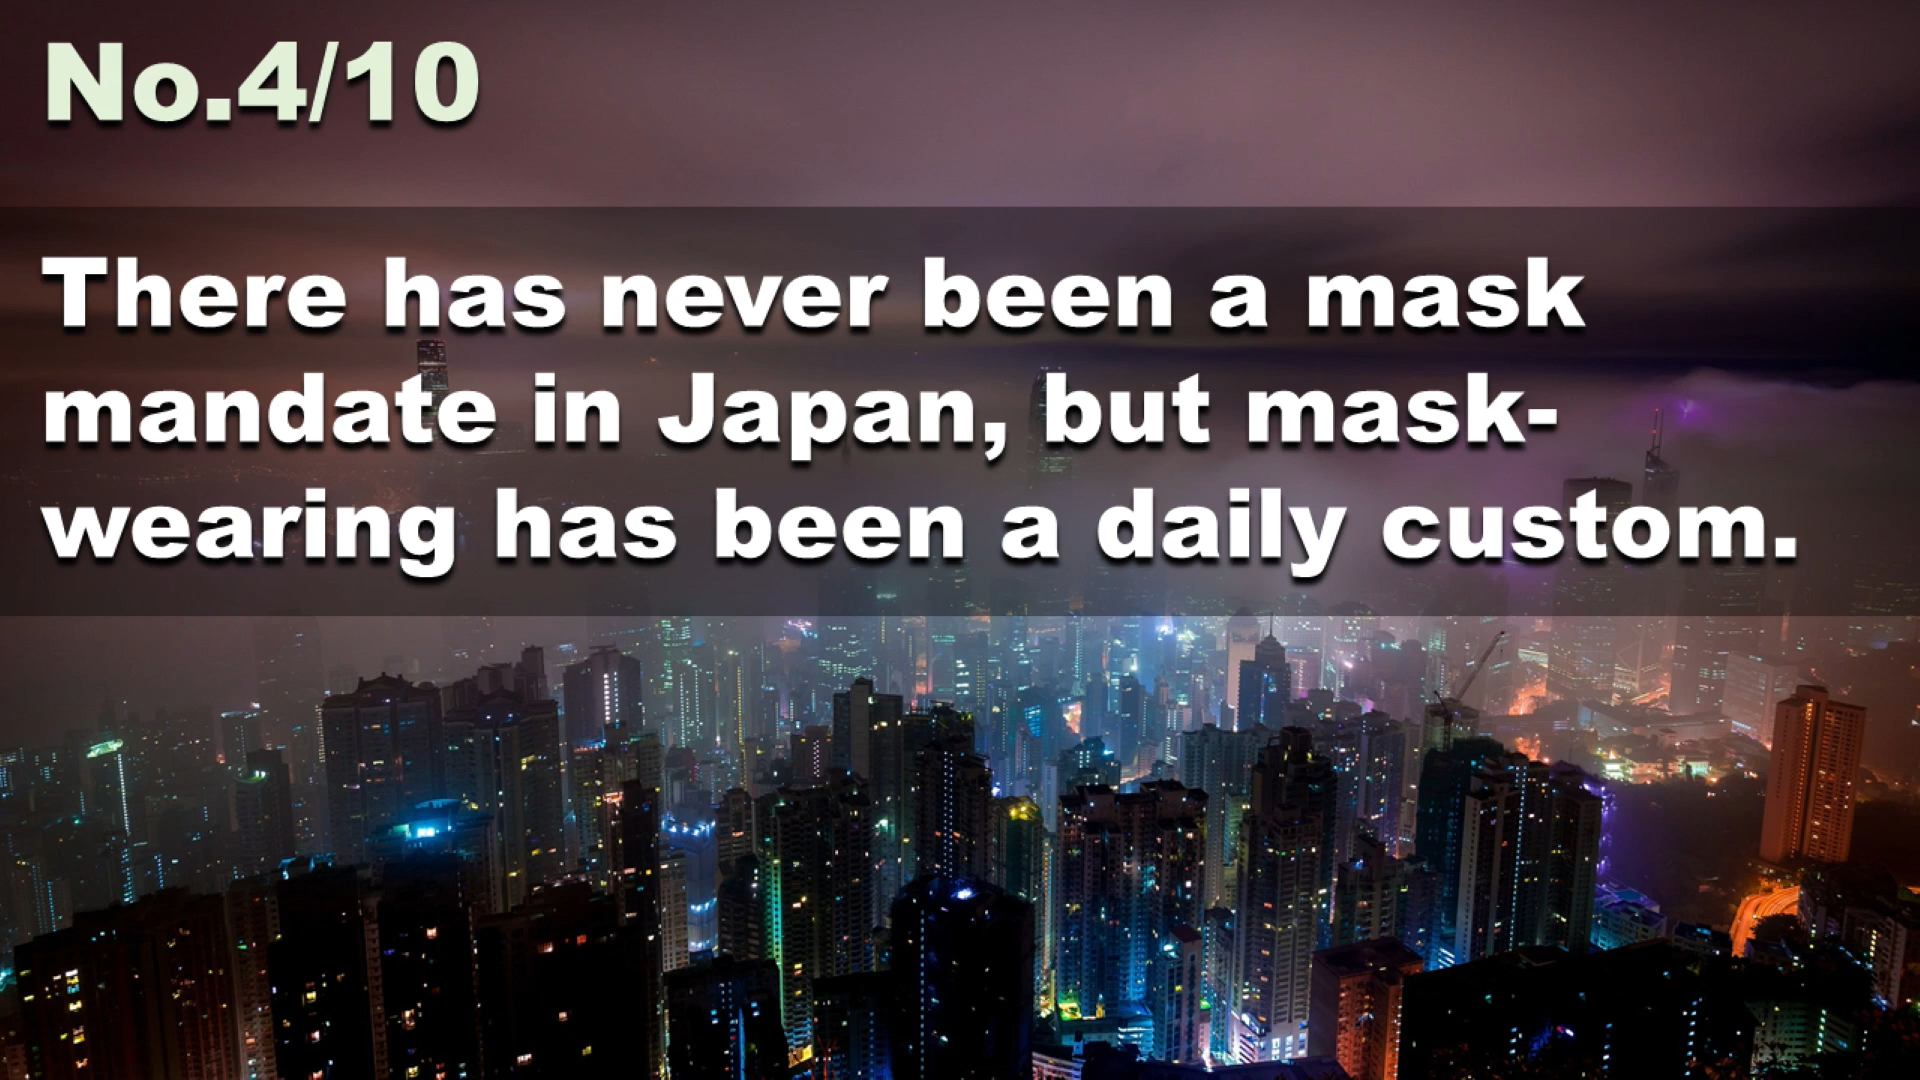 No.4/10
There has never been a mask
mandate in Japan, but mask-
wearing has been a daily custom.